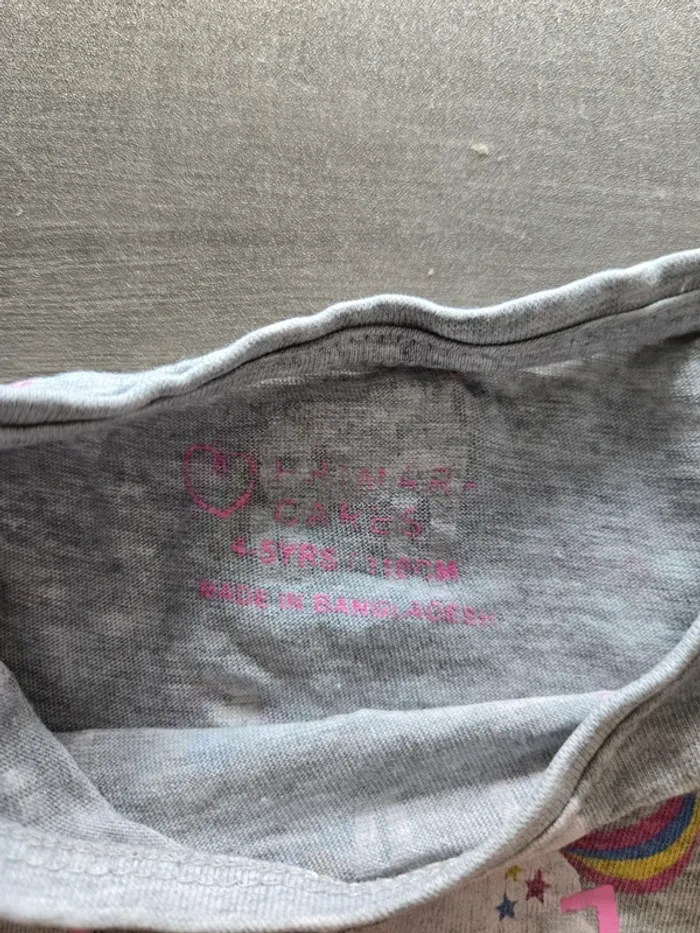 PRIMARK
CARES
4-5YRS / 110CM
MADE IN BANGLADESH